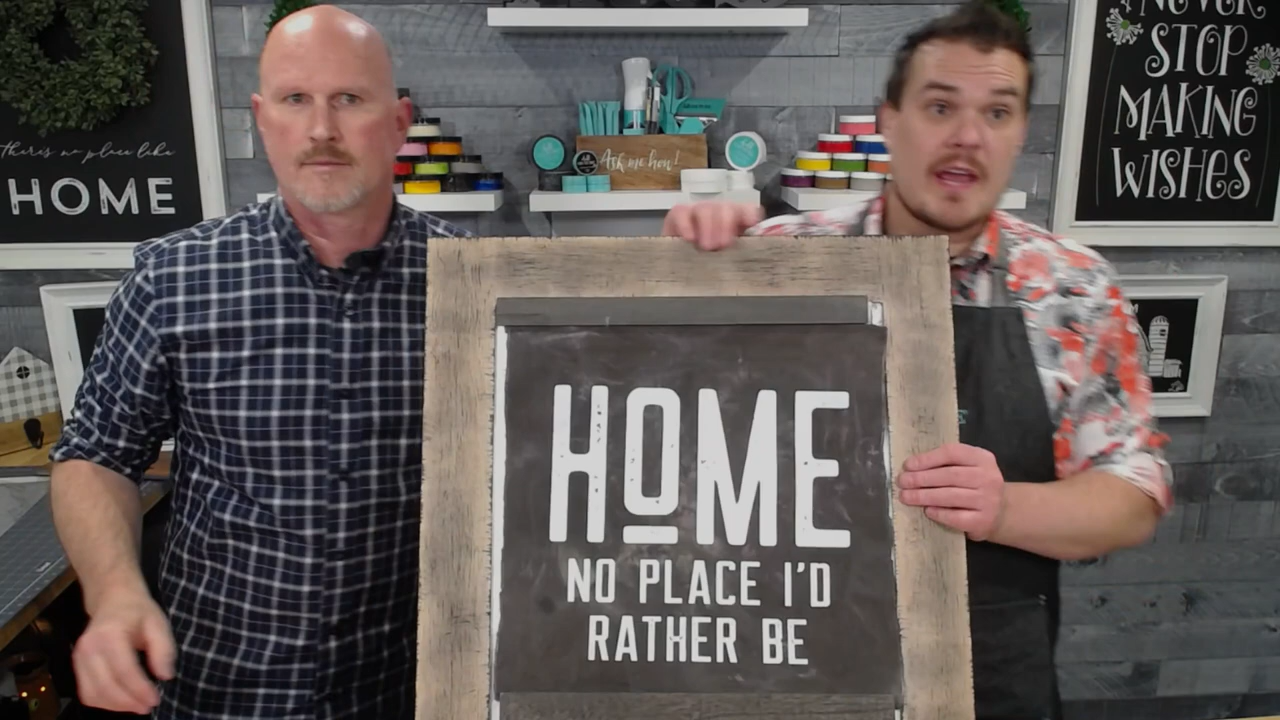 there's no place like
HOME
Ask me how!
NEVER
STOP
MAKING
WISHES
HOME
NO PLACE I'D
RATHER BE